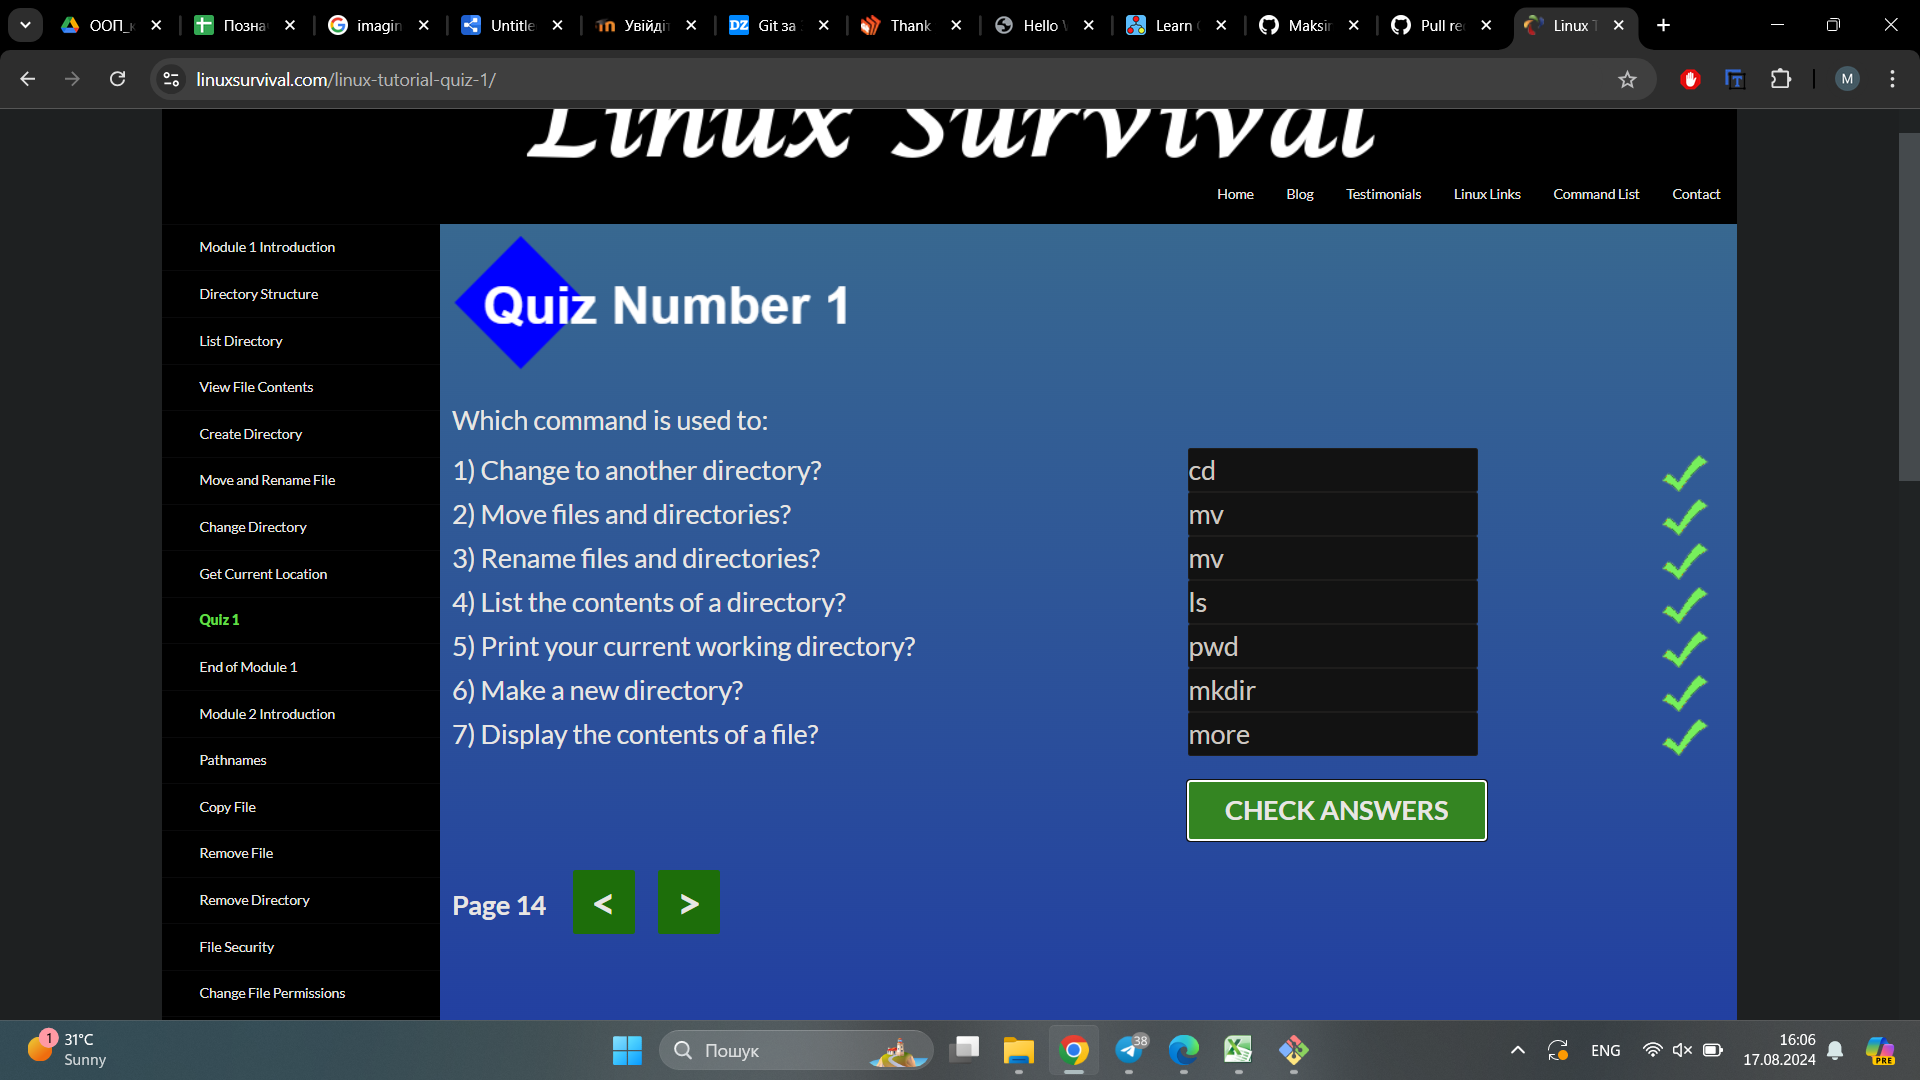 ООП_к
Позна
imagin
Untitle
Увійдіт
DZ
Git за
Thank
Hello
Learn
Maksi
Pull re
Linux T
linuxsurvival.com/linux-tutorial-quiz-1/
M
Linux Survival
Home Blog Testimonials Linux Links Command List Contact
Module 1 Introduction
Directory Structure
List Directory
View File Contents
Create Directory
Move and Rename File
Change Directory
Get Current Location
Quiz 1
End of Module 1
Module 2 Introduction
Pathnames
Copy File
Remove File
Remove Directory
File Security
Change File Permissions
Quiz Number 1
Which command is used to:
1) Change to another directory? cd
2) Move files and directories? mv
3) Rename files and directories? mv
4) List the contents of a directory? ls
5) Print your current working directory? pwd
6) Make a new directory? mkdir
7) Display the contents of a file? more
CHECK ANSWERS
Page 14 < >
1
31°C
Sunny
Пошук
38
ENG
16:06
17.08.2024
PRE